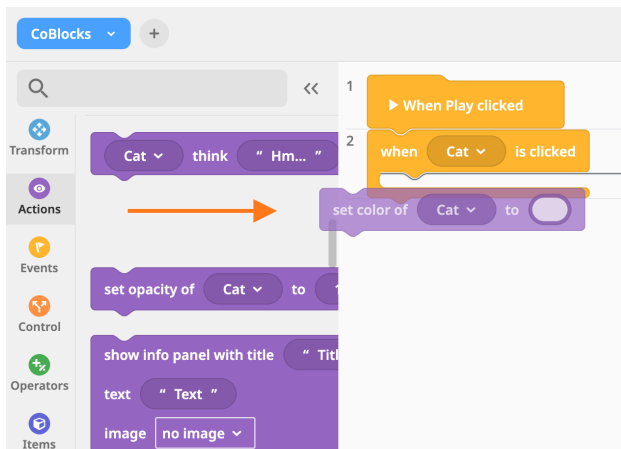 CoBlocks
+
1
When Play clicked
Transform
Cat think “ Hm... ”
2
when Cat is clicked
Actions
set color of Cat to
Events
set opacity of Cat to
Control
show info panel with title “ Titl
Operators
text “ Text ”
image no image
Items